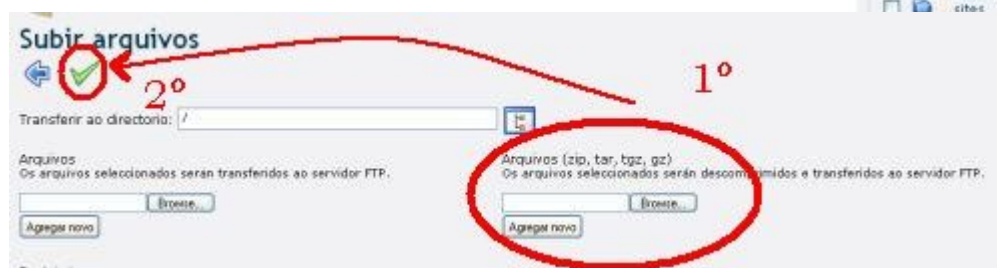 sites
Subir arquivos
2º
1º
Transferir ao directorio: /
Arquivos
Os arquivos seleccionados seran transferidos ao servidor FTP.
Browse...
Agregar novo
Arquivos (zip, tar, tgz, gz)
Os arquivos seleccionados serán descomprimidos e transferidos ao servidor FTP.
Browse...
Agregar novo